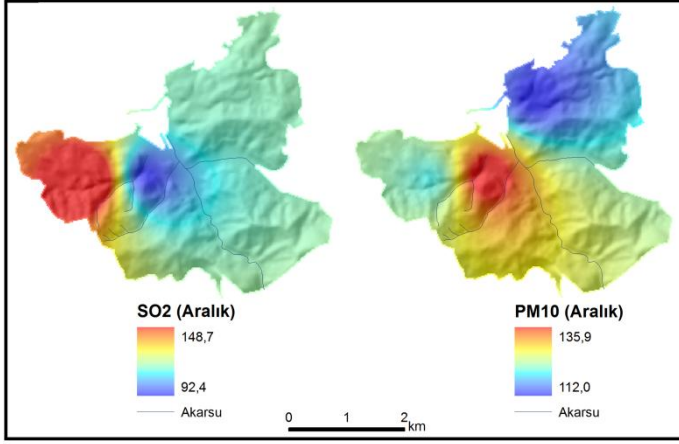 SO2 (Aralık)
148,7
92,4
Akarsu
PM10 (Aralık)
135,9
112,0
Akarsu
0 1 2
km